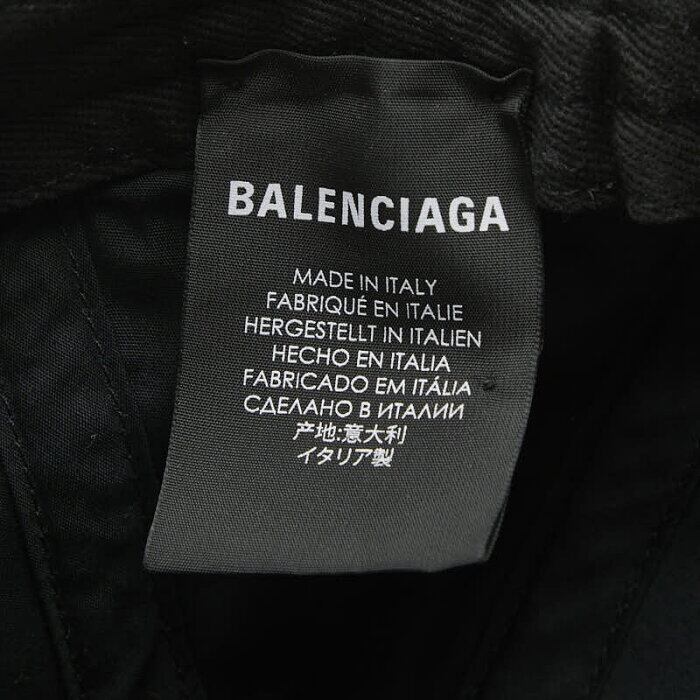 BALENCIAGA
MADE IN ITALY
FABRIQUÉ EN ITALIE
HERGESTELLT IN ITALIEN
HECHO EN ITALIA
FABRICADO EM ITÁLIA
СДЕЛАНО В ИТАЛИИ
产地:意大利
イタリア製